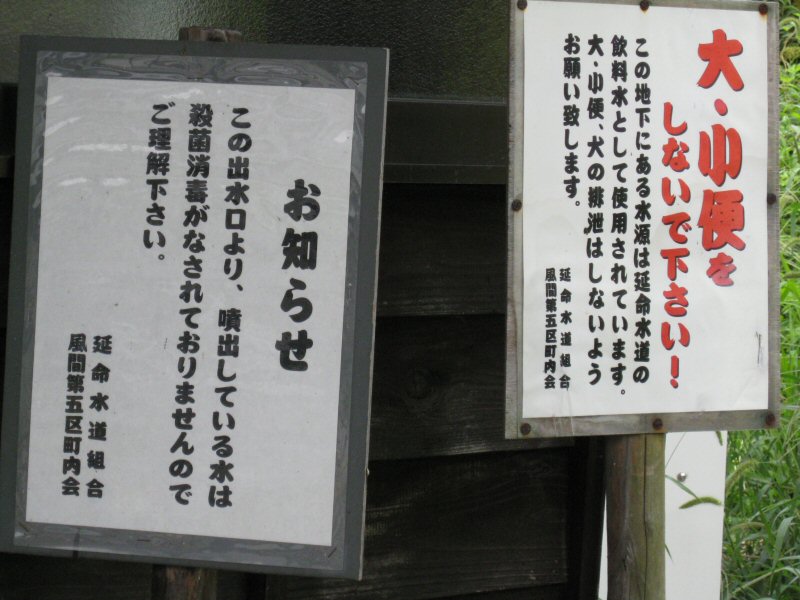 お知らせ
この出水口より、噴出している水は
殺菌消毒がなされておりませんので
ご理解下さい。
延命水道組合
風間第五区町内会
大・小便を
しないで下さい！
この地下にある水源は延命水道の
飲料水として使用されています。
大・小便、犬の排泄はしないよう
お願い致します。
延命水道組合
風間第五区町内会